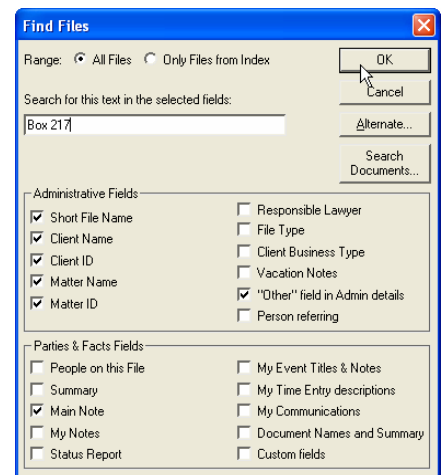 Find Files
Range: All Files Only Files from Index
OK
Search for this text in the selected fields:
Cancel
Box 217
Alternate...
Search
Documents...
Administrative Fields
Short File Name
Client Name
Client ID
Matter Name
Matter ID
Responsible Lawyer
File Type
Client Business Type
Vacation Notes
"Other" field in Admin details
Person referring
Parties & Facts Fields
People on this File
Summary
Main Note
My Notes
Status Report
My Event Titles & Notes
My Time Entry descriptions
My Communications
Document Names and Summary
Custom fields